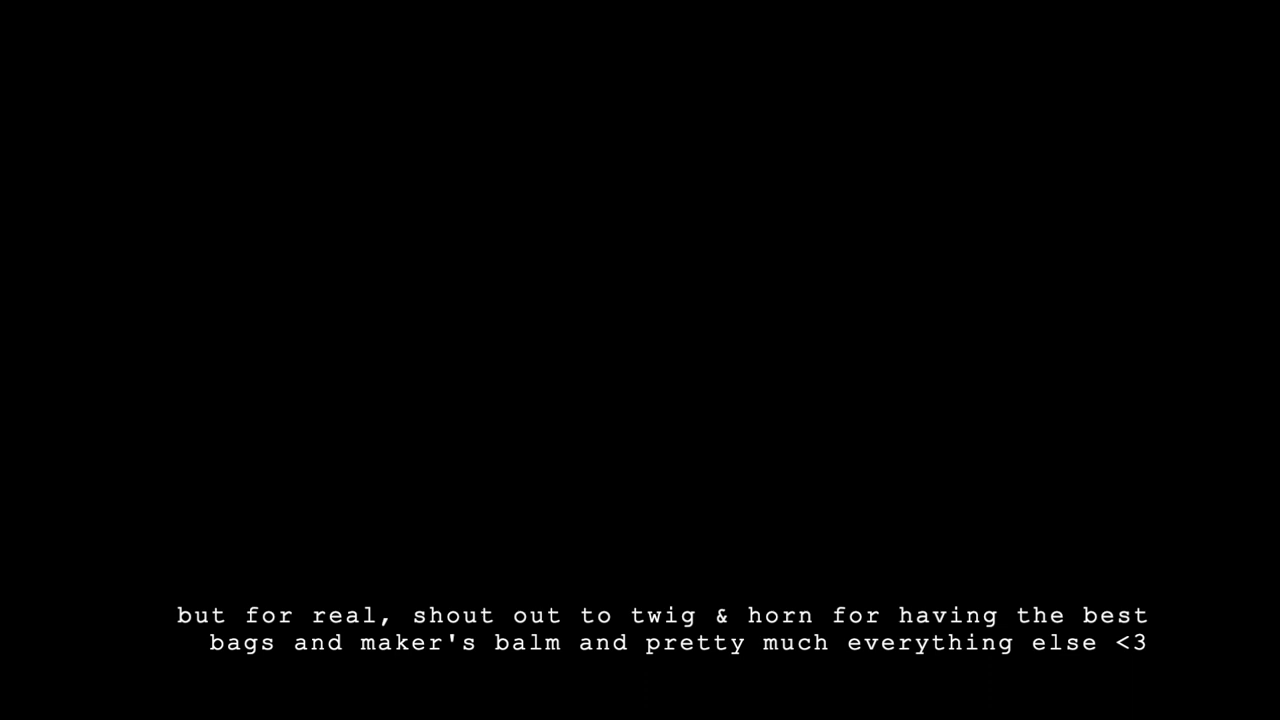 but for real, shout out to twig & horn for having the best
bags and maker's balm and pretty much everything else <3